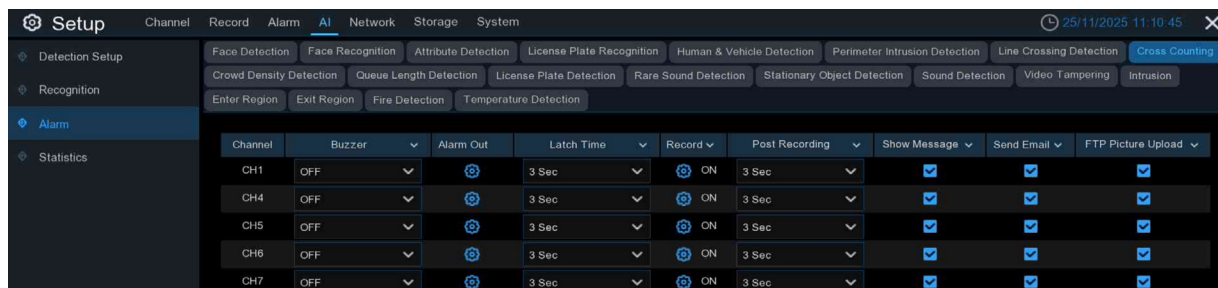 Setup Channel Record Alarm AI Network Storage System 25/11/2025 11:10:45
Detection Setup
Recognition
Alarm
Statistics
Face Detection Face Recognition Attribute Detection License Plate Recognition Human & Vehicle Detection Perimeter Intrusion Detection Line Crossing Detection Cross Counting
Crowd Density Detection Queue Length Detection License Plate Detection Rare Sound Detection Stationary Object Detection Sound Detection Video Tampering Intrusion
Enter Region Exit Region Fire Detection Temperature Detection
Channel Buzzer Alarm Out Latch Time Record Post Recording Show Message Send Email FTP Picture Upload
CH1 OFF 3 Sec ON 3 Sec
CH4 OFF 3 Sec ON 3 Sec
CH5 OFF 3 Sec ON 3 Sec
CH6 OFF 3 Sec ON 3 Sec
CH7 OFF 3 Sec ON 3 Sec